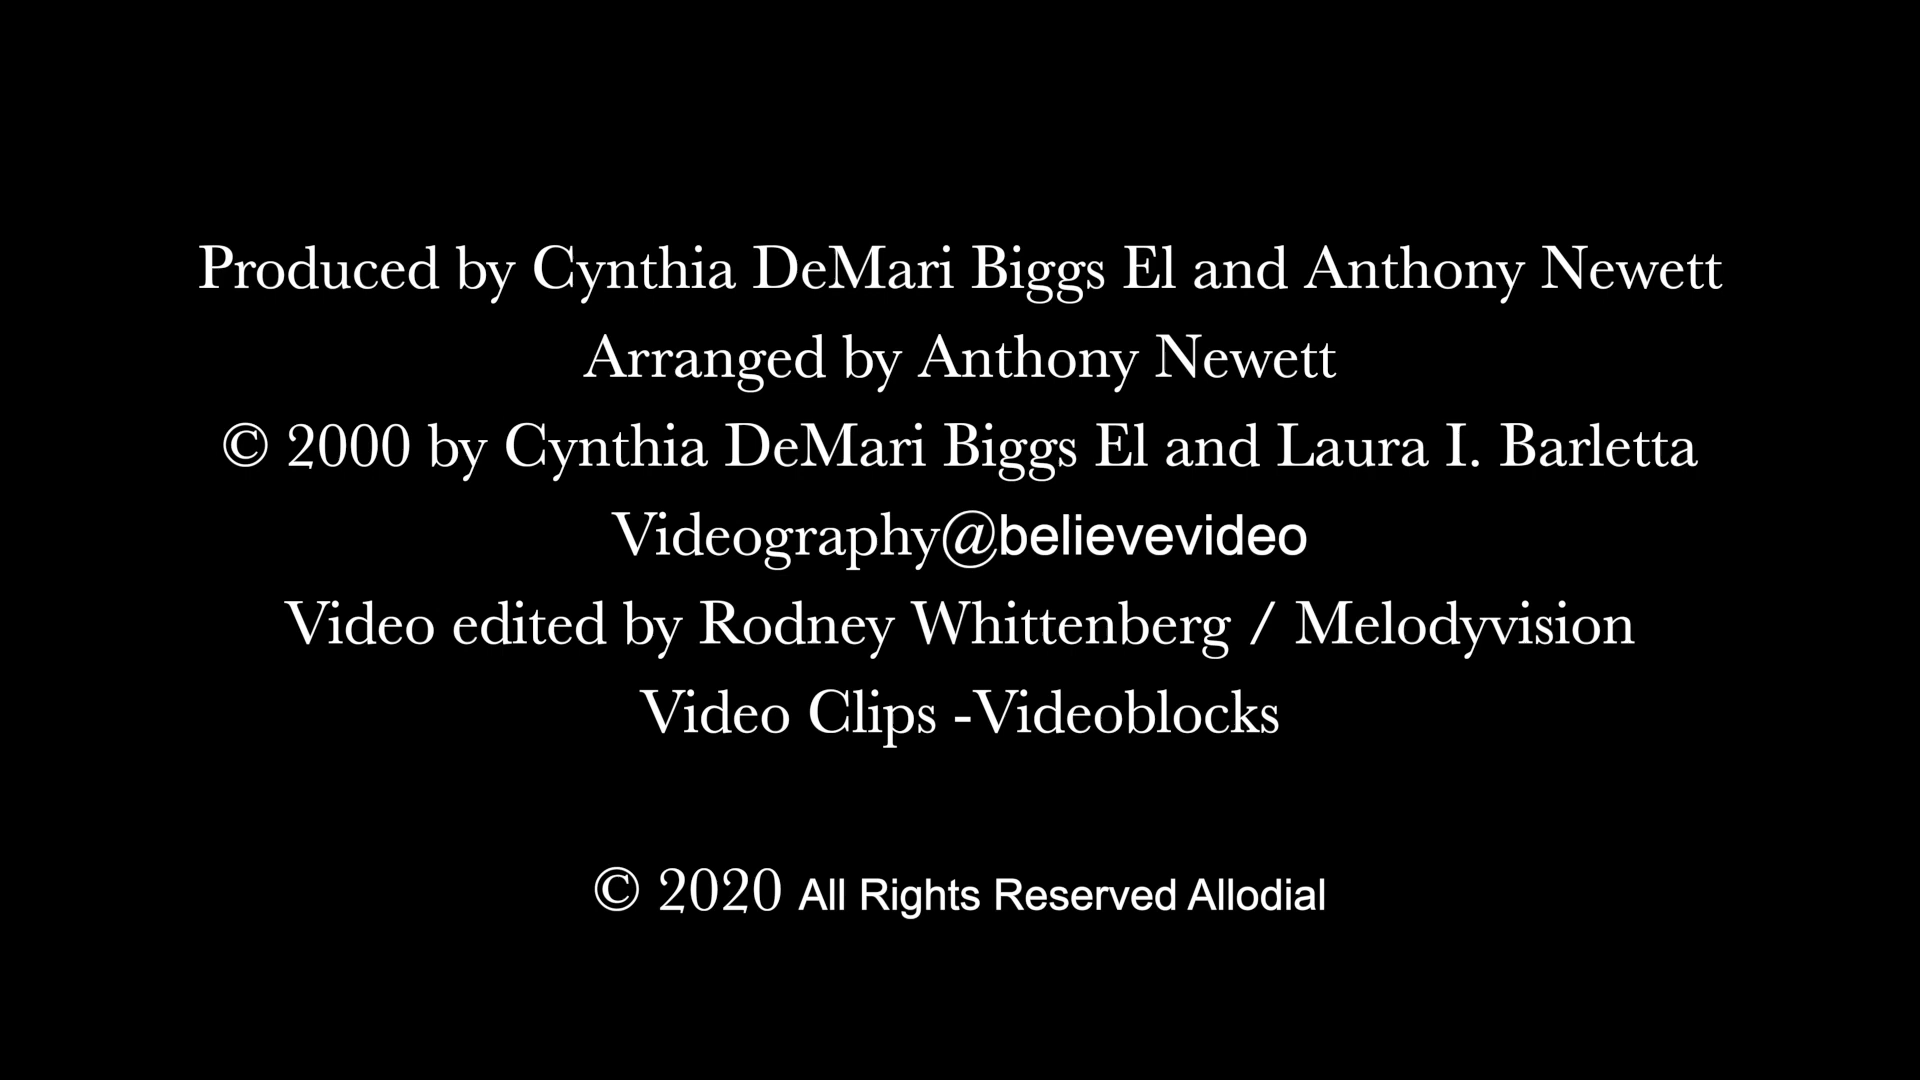 Produced by Cynthia DeMari Biggs El and Anthony Newett
Arranged by Anthony Newett
© 2000 by Cynthia DeMari Biggs El and Laura I. Barletta
Videography@believevideo
Video edited by Rodney Whittenberg / Melodyvision
Video Clips -Videoblocks
© 2020 All Rights Reserved Allodial